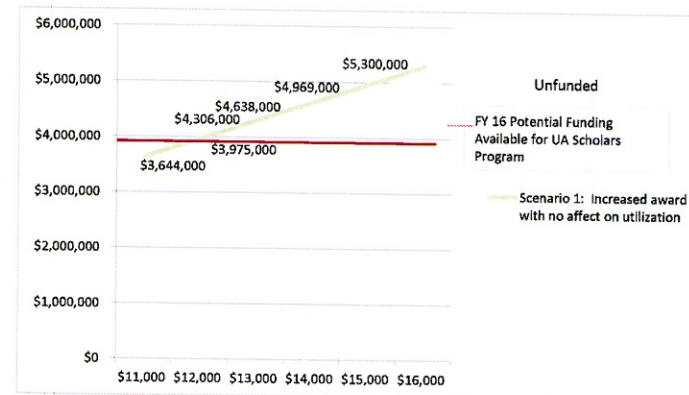 $6,000,000
$5,000,000
$4,000,000
$3,000,000
$2,000,000
$1,000,000
$0
$5,300,000
$4,969,000
$4,638,000
$4,306,000
$3,975,000
$3,644,000
$11,000 $12,000 $13,000 $14,000 $15,000 $16,000
Unfunded
FY 16 Potential Funding
Available for UA Scholars
Program
Scenario 1: Increased award
with no affect on utilization